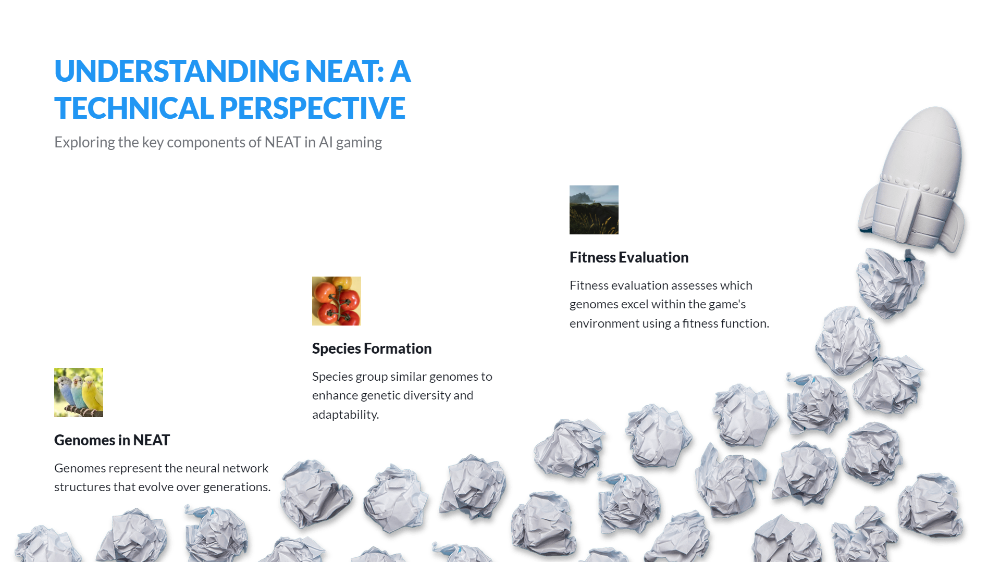 UNDERSTANDING NEAT: A
TECHNICAL PERSPECTIVE
Exploring the key components of NEAT in AI gaming
Genomes in NEAT
Genomes represent the neural network
structures that evolve over generations.
Species Formation
Species group similar genomes to
enhance genetic diversity and
adaptability.
Fitness Evaluation
Fitness evaluation assesses which
genomes excel within the game's
environment using a fitness function.